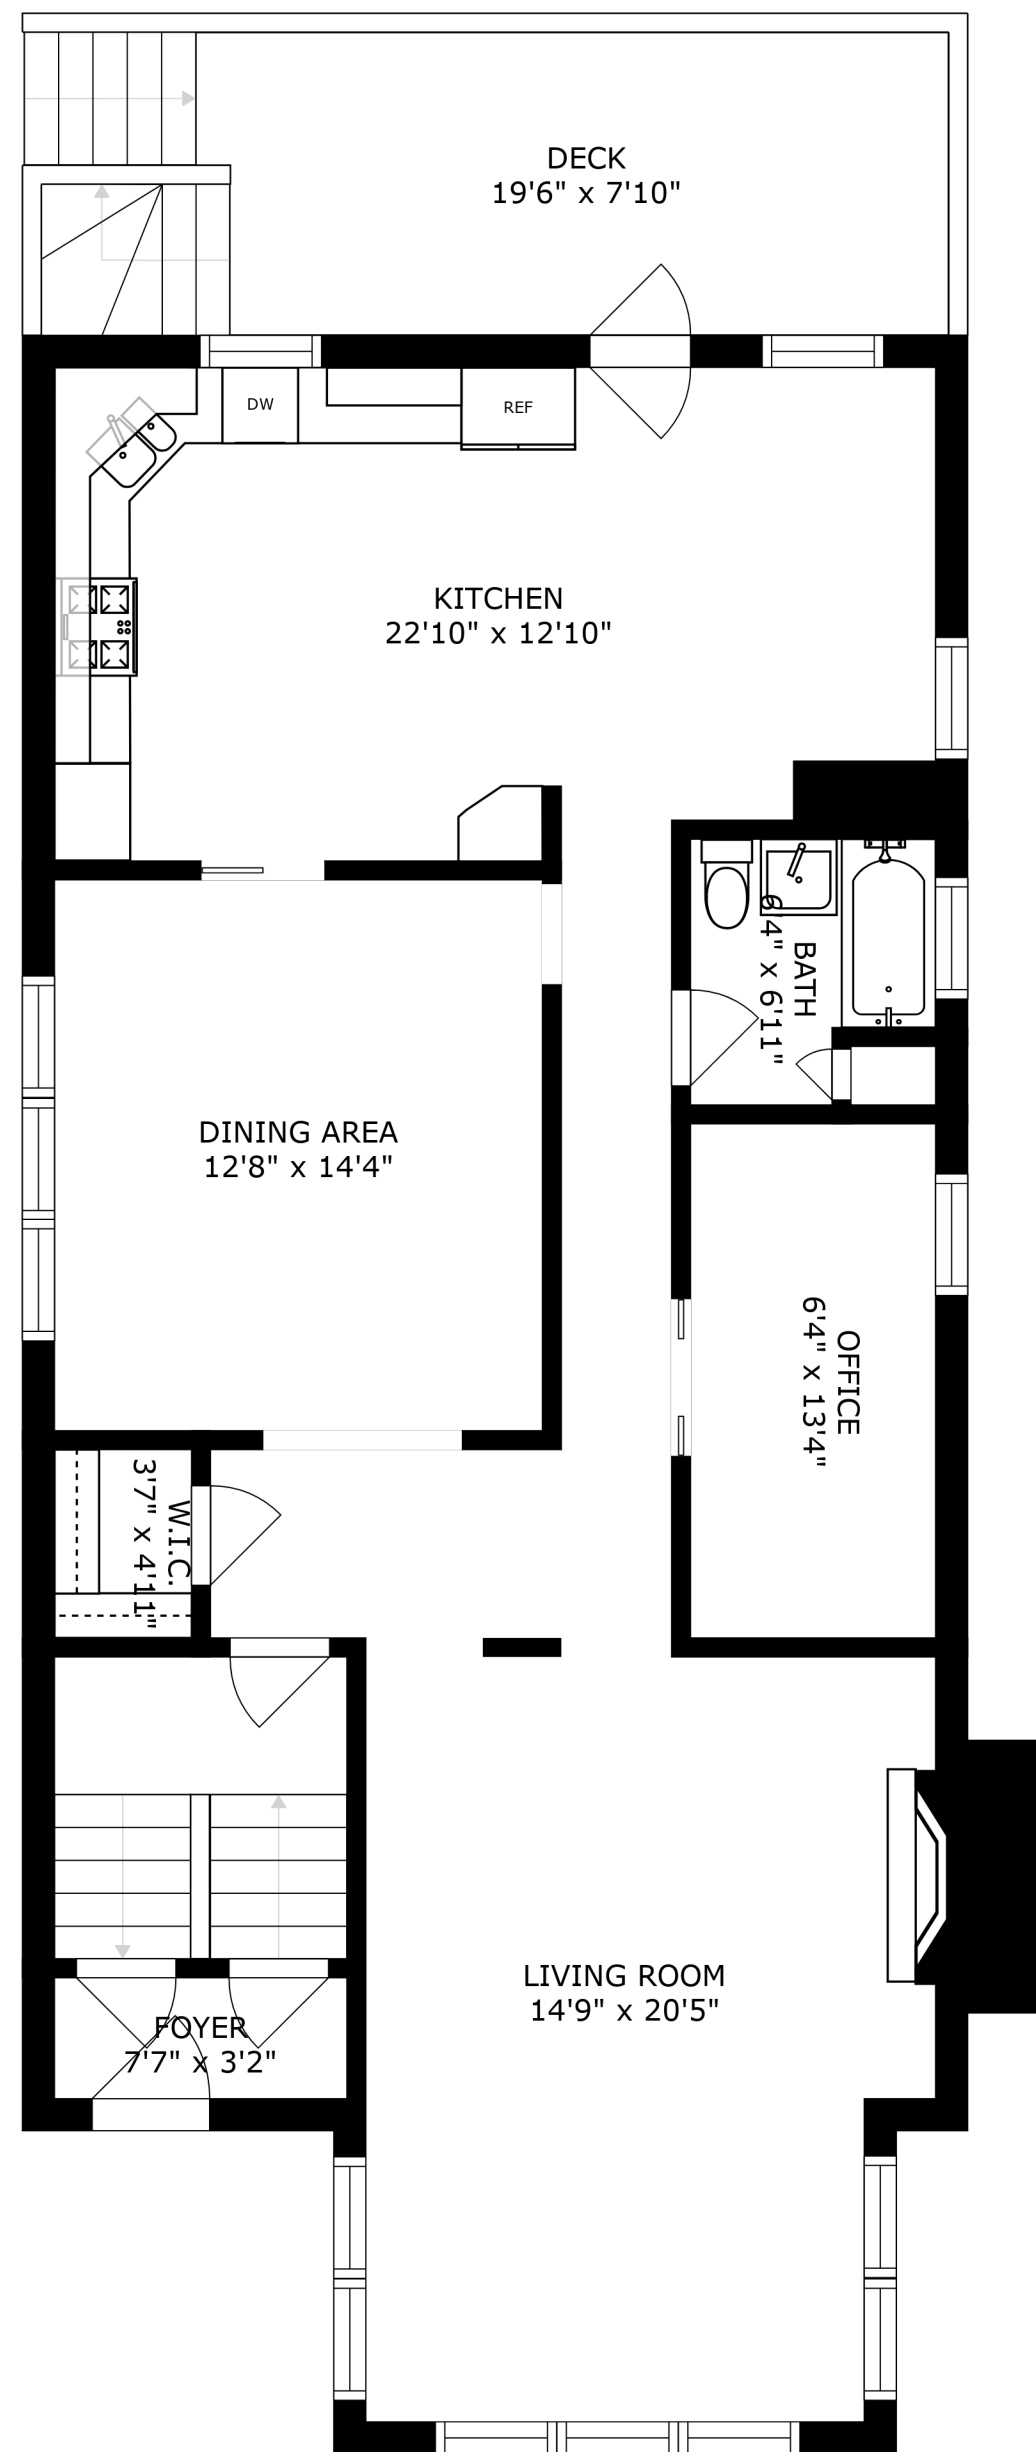 DECK
19'6" x 7'10"
DW
REF
KITCHEN
22'10" x 12'10"
BATH
6'4" x 6'11"
DINING AREA
12'8" x 14'4"
OFFICE
6'4" x 13'4"
W.I.C.
3'7" x 4'11"
LIVING ROOM
14'9" x 20'5"
FOYER
7'7" x 3'2"